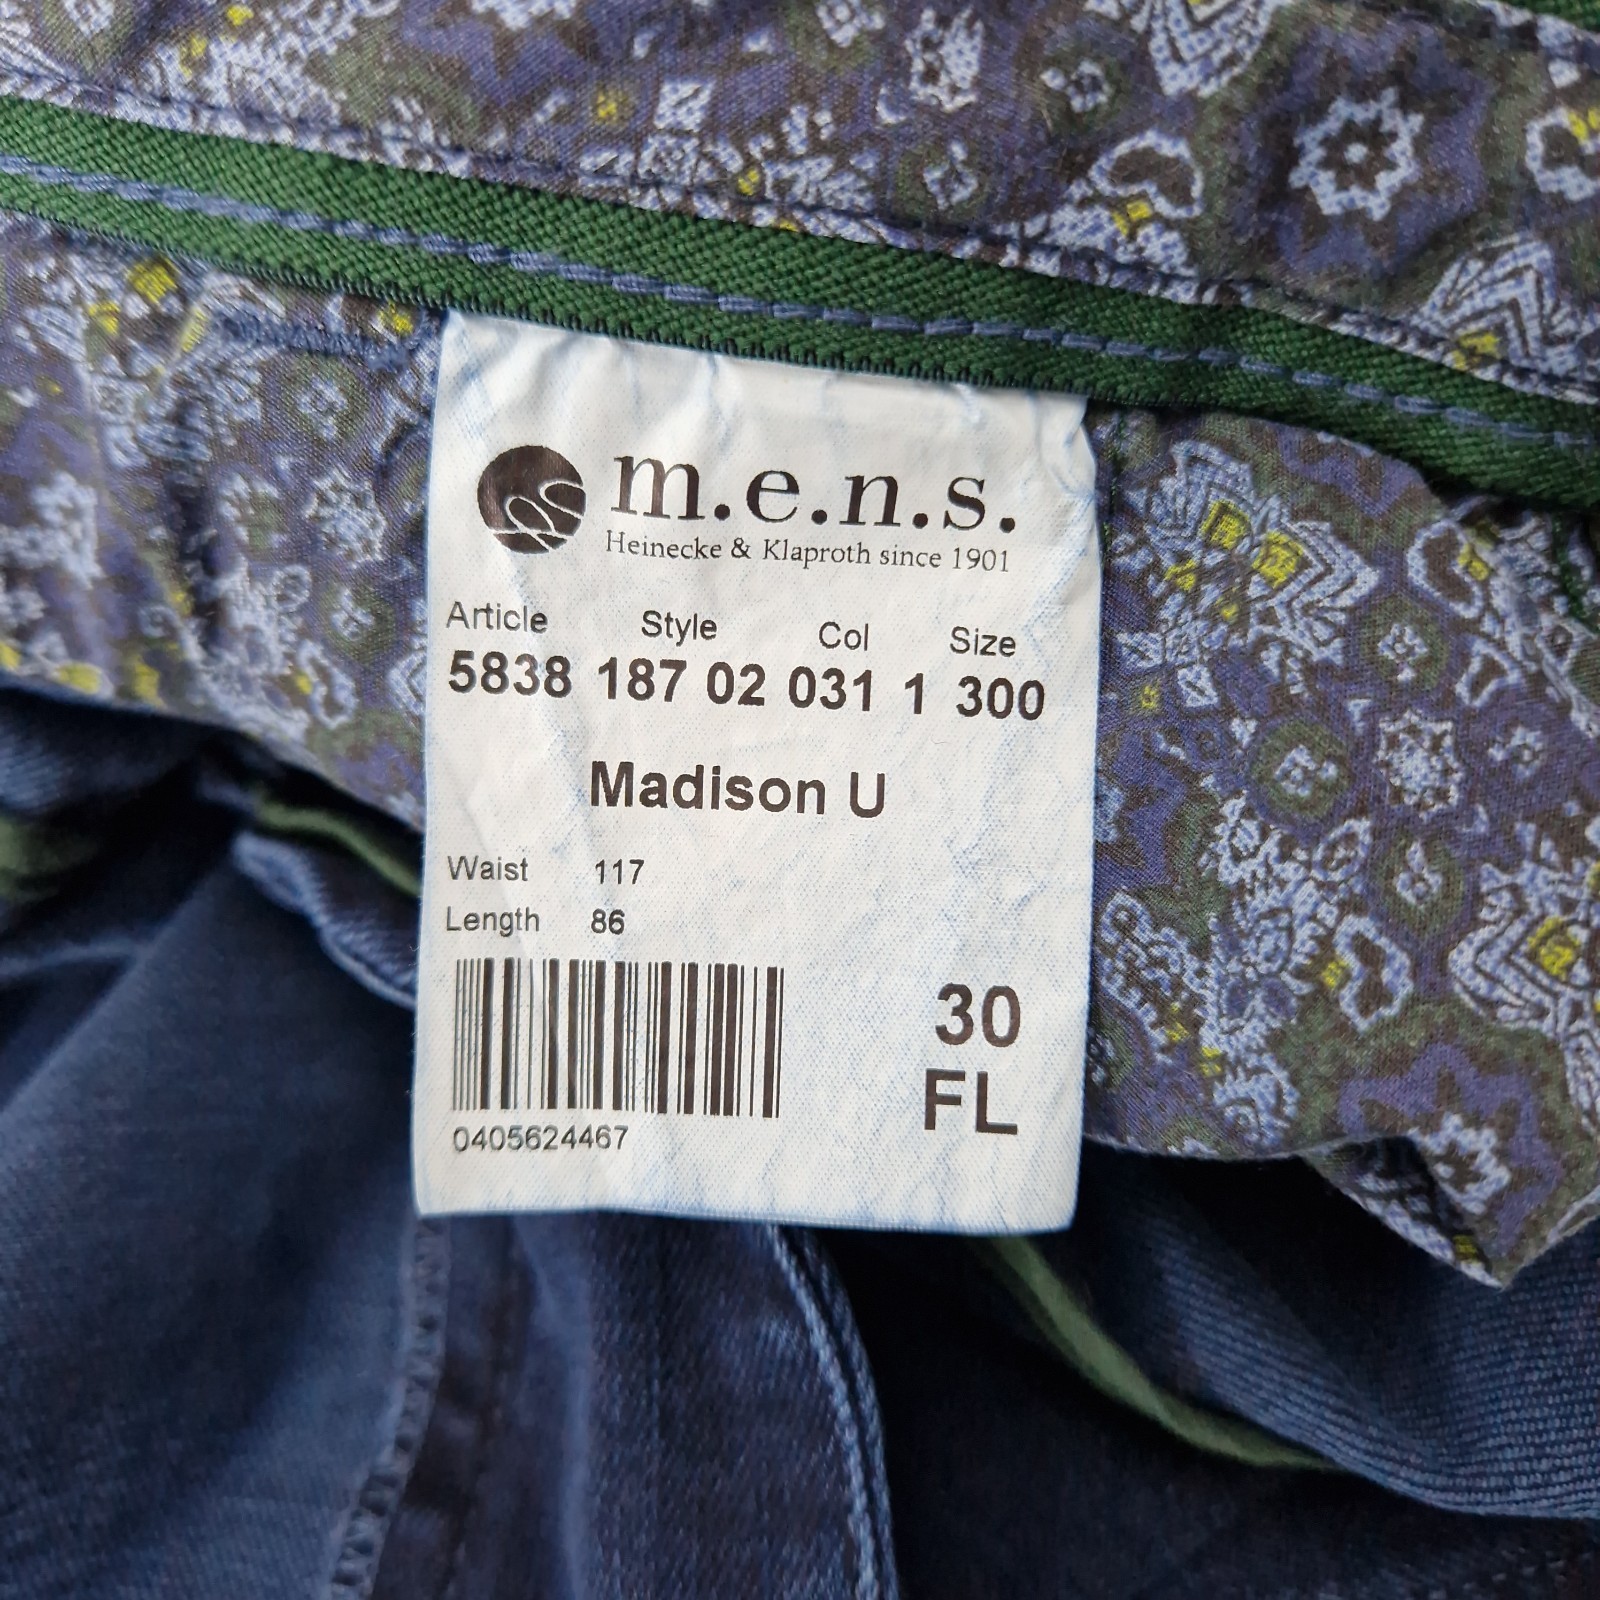 m.e.n.s.
Heinecke & Klaproth since 1901
Article Style Col Size
5838 187 02 031 1 300
Madison U
Waist 117
Length 86
30
FL
0405624467